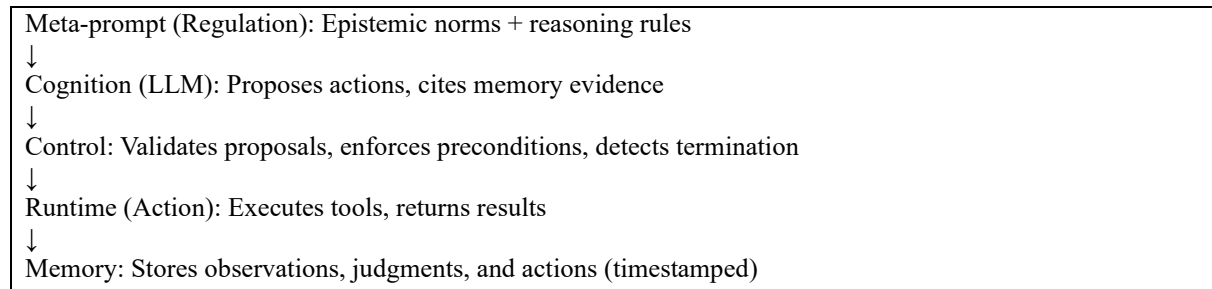 Meta-prompt (Regulation): Epistemic norms + reasoning rules
↓
Cognition (LLM): Proposes actions, cites memory evidence
↓
Control: Validates proposals, enforces preconditions, detects termination
↓
Runtime (Action): Executes tools, returns results
↓
Memory: Stores observations, judgments, and actions (timestamped)